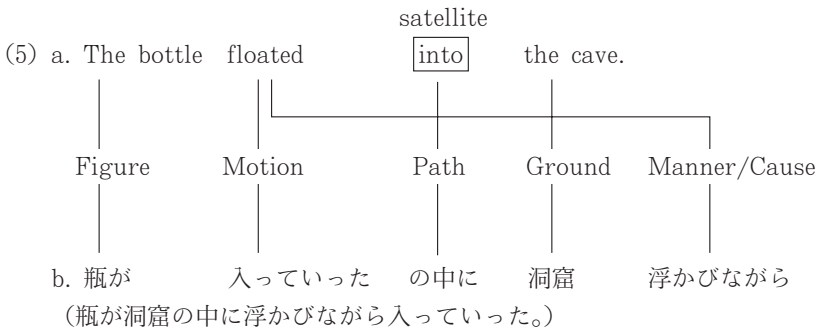 satellite
(5) a. The bottle floated into the cave.
Figure Motion Path Ground Manner/Cause
b. 瓶が 入っていった の中に 洞窟 浮かびながら
（瓶が洞窟の中に浮かびながら入っていった。）